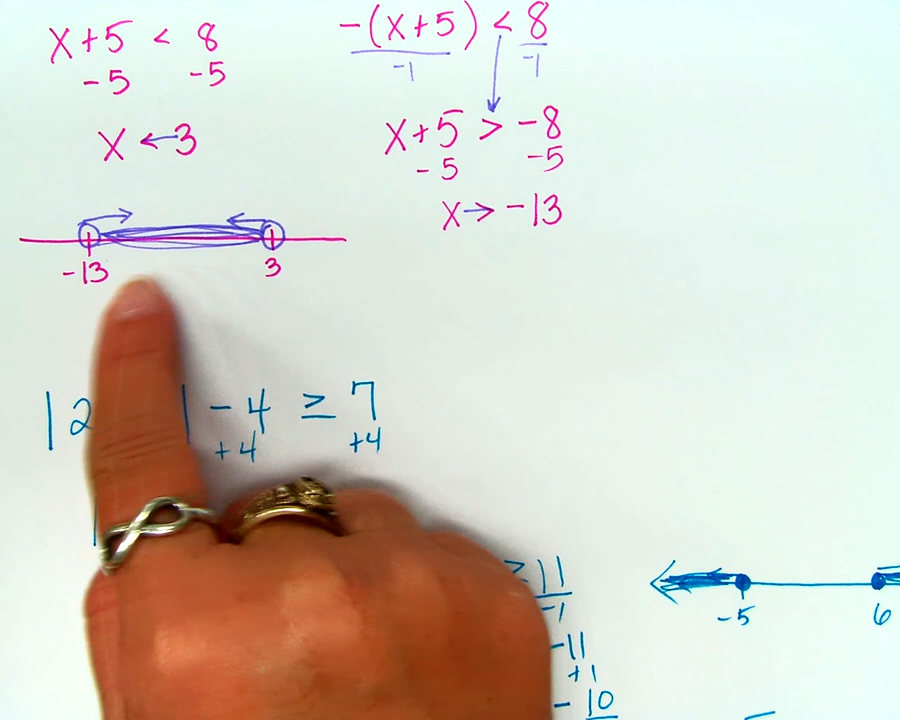 x+5 < 8
-5 -5
x < 3
-(x+5) < 8
-1 -1
x+5 > -8
-5 -5
x > -13
-13 3
| - 4 ≥ 7
+4 +4
≥ 11
-1
-11
+1
-10
-5 6